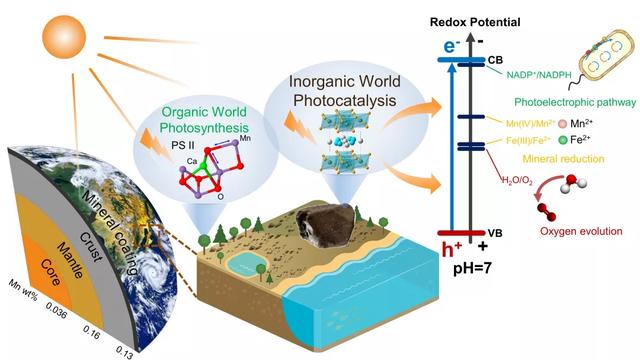 Redox Potential
e-
-
CB
NADP+/NADPH
Photoelectric pathway
Mn(IV)/Mn2+
Mn2+
Fe(III)/Fe2+
Fe2+
Mineral reduction
H2O/O2
Oxygen evolution
VB
h+
+
pH=7
Inorganic World
Photocatalysis
Organic World
Photosynthesis
PS II
Mn
Ca
O
Mineral coating
Crust
Mantle
Core
Mn wt%
0.036
0.16
0.13